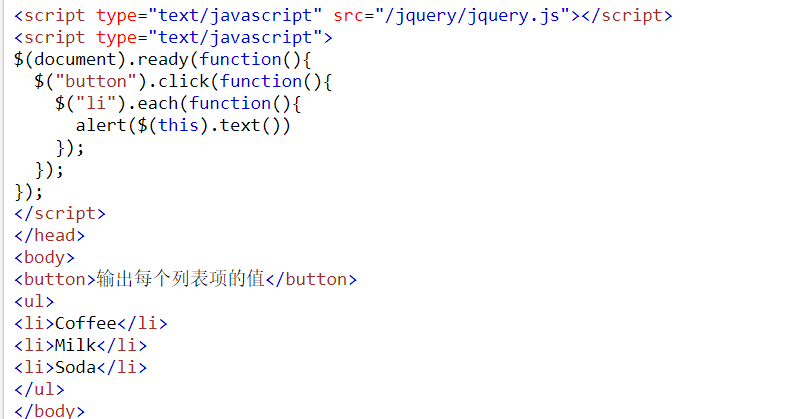 <script type="text/javascript" src="/jquery/jquery.js"></script>
<script type="text/javascript">
$(document).ready(function(){
  $("button").click(function(){
    $("li").each(function(){
      alert($(this).text())
    });
  });
});
</script>
</head>
<body>
<button>输出每个列表项的值</button>
<ul>
<li>Coffee</li>
<li>Milk</li>
<li>Soda</li>
</ul>
</body>